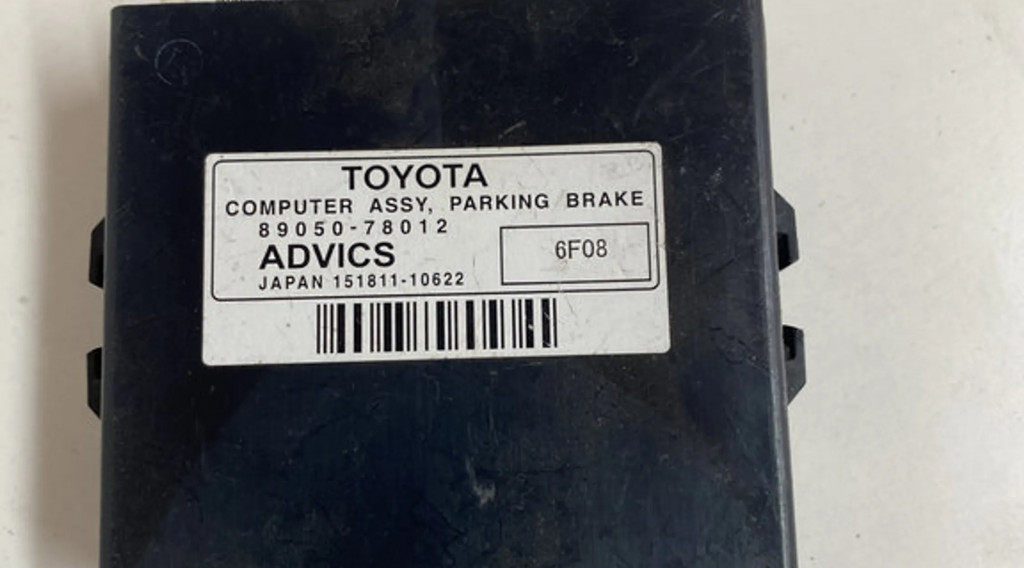 TOYOTA
COMPUTER ASSY, PARKING BRAKE
89050-78012
ADVICS
6F08
JAPAN 151811-10622